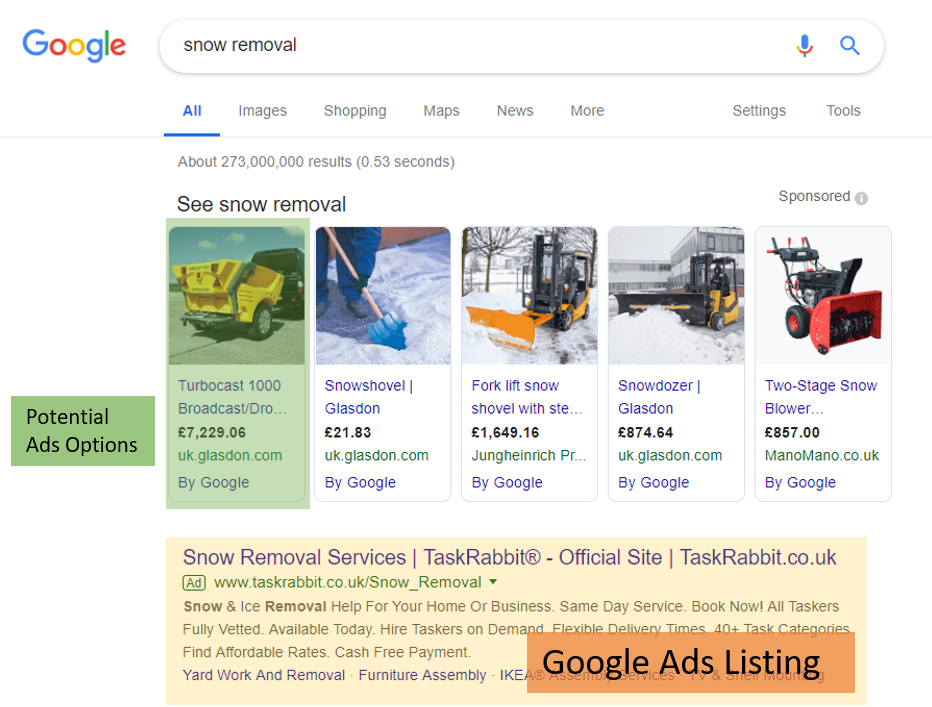 Google
snow removal
All Images Shopping Maps News More Settings Tools
About 273,000,000 results (0.53 seconds)
See snow removal
Sponsored
Turbocast 1000
Broadcast/Dro...
£7,229.06
uk.glasdon.com
By Google
Snowshovel |
Glasdon
£21.83
uk.glasdon.com
By Google
Fork lift snow
shovel with ste...
£1,649.16
Jungheinrich Pr...
By Google
Snowdozer |
Glasdon
£874.64
uk.glasdon.com
By Google
Two-Stage Snow
Blower...
£857.00
ManoMano.co.uk
By Google
Potential
Ads Options
Snow Removal Services | TaskRabbit® - Official Site | TaskRabbit.co.uk
Ad www.taskrabbit.co.uk/Snow_Removal
Snow & Ice Removal Help For Your Home Or Business. Same Day Service. Book Now! All Taskers
Fully Vetted. Available Today. Hire Taskers on Demand. Flexible Delivery Times. 40+ Task Categories.
Find Affordable Rates. Cash Free Payment.
Yard Work And Removal · Furniture Assembly · IKEA® Assembly Services · TV & Shelf Mounting
Google Ads Listing